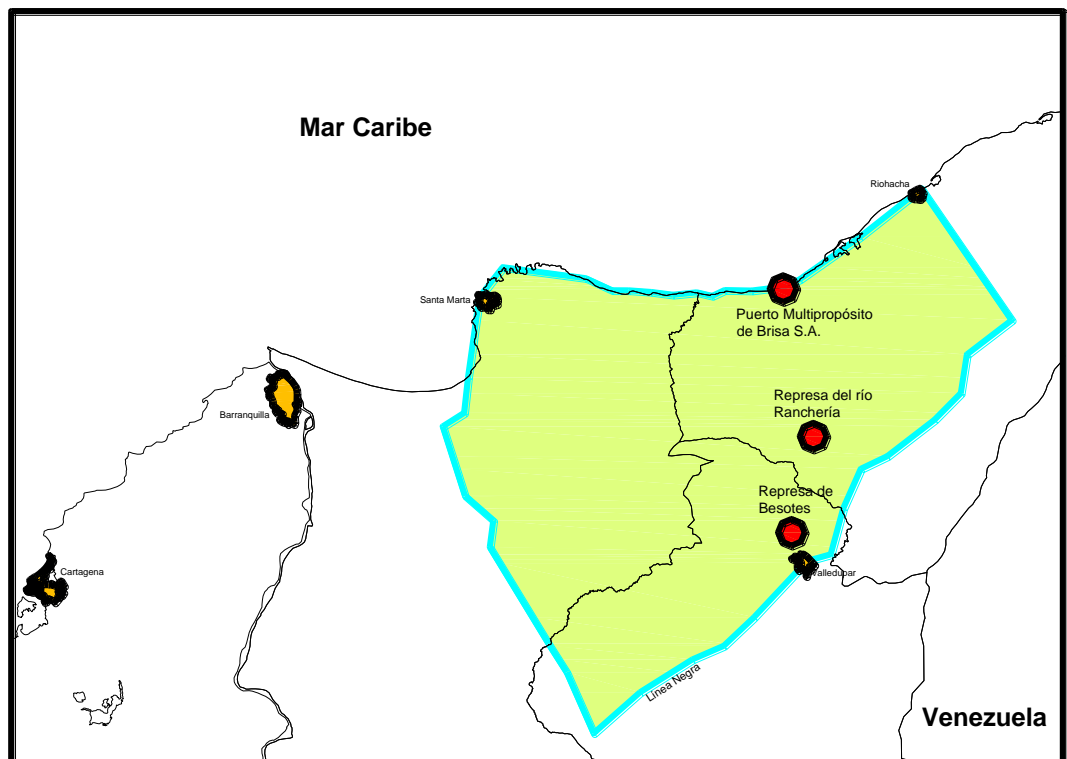 Mar Caribe
Riohacha
Santa Marta
Puerto Multipropósito
de Brisa S.A.
Represa del río
Ranchería
Barranquilla
Represa de
Besotes
Cartagena
Valledupar
Línea Negra
Venezuela